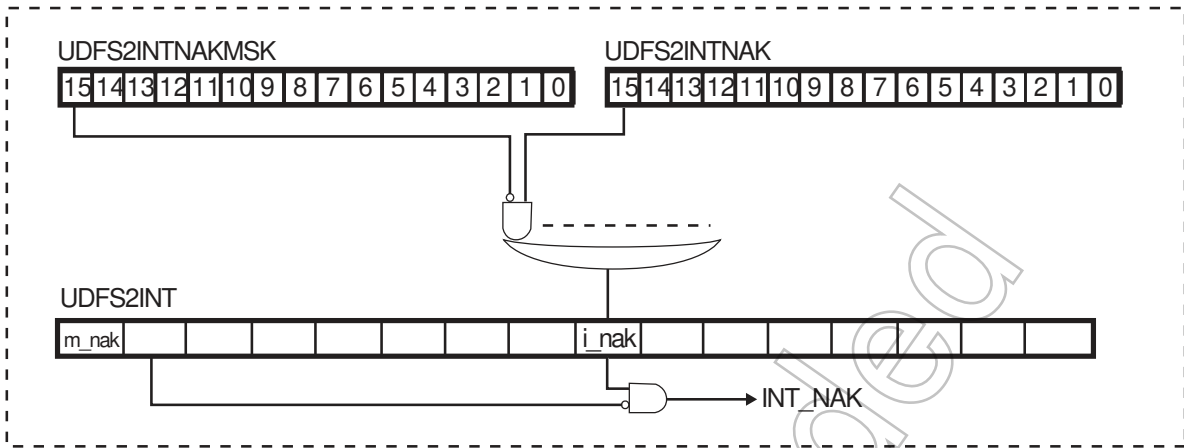 UDFS2INTNAKMSK
UDFS2INTNAK
15 14 13 12 11 10 9 8 7 6 5 4 3 2 1 0
15 14 13 12 11 10 9 8 7 6 5 4 3 2 1 0
UDFS2INT
m_nak i_nak
INT_NAK
ded